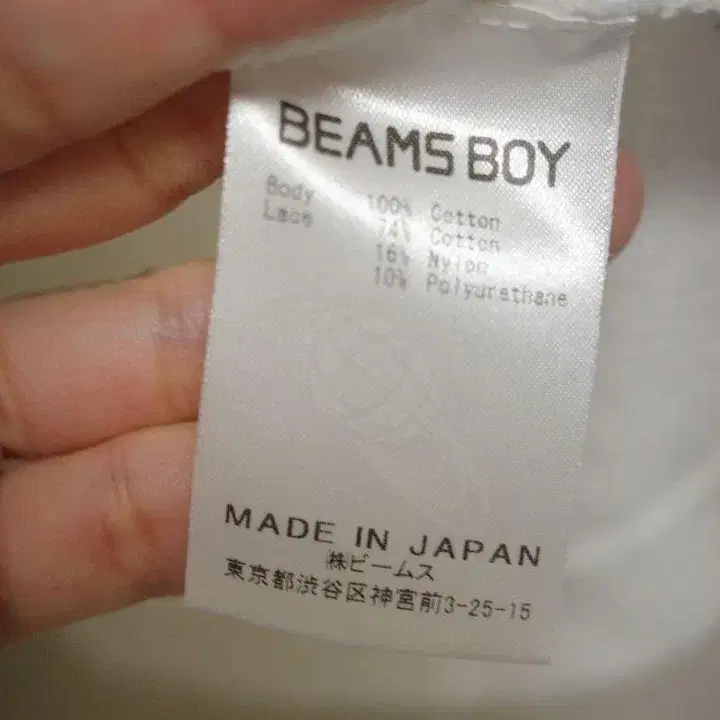 BEAMS BOY
Body 100% Cotton
Lace 74% Cotton
16% Nylon
10% Polyurethane
MADE IN JAPAN
㈱ビームス
東京都渋谷区神宮前3-25-15